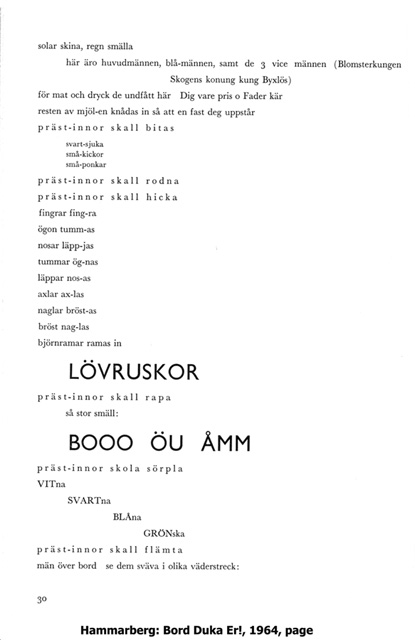 solar skina, regn smälla
här äro huvudmännen, blå-männen, samt de 3 vice männen (Blomsterkungen
Skogens konung kung Byxlös)
för mat och dryck de undfått här Dig vare pris o Fader kär
resten av mjöl-en knådas in så att en fast deg uppstår
präst-innor skall bitas
svart-sjuka
små-kickor
små-ponkar
präst-innor skall rodna
präst-innor skall hicka
fingrar fing-ra
ögon tumm-as
nosar läpp-jas
tummar ög-nas
läppar nos-as
axlar ax-las
naglar bröst-as
bröst nag-las
björnramar ramas in
LÖVRUSKOR
präst-innor skall rapa
så stor smäll:
BOOO ÖU ÅMM
präst-innor skola sörpla
VITna
SVARTna
BLÅna
GRÖNska
präst-innor skall flämta
män över bord se dem sväva i olika väderstreck:
30
Hammarberg: Bord Duka Er!, 1964, page